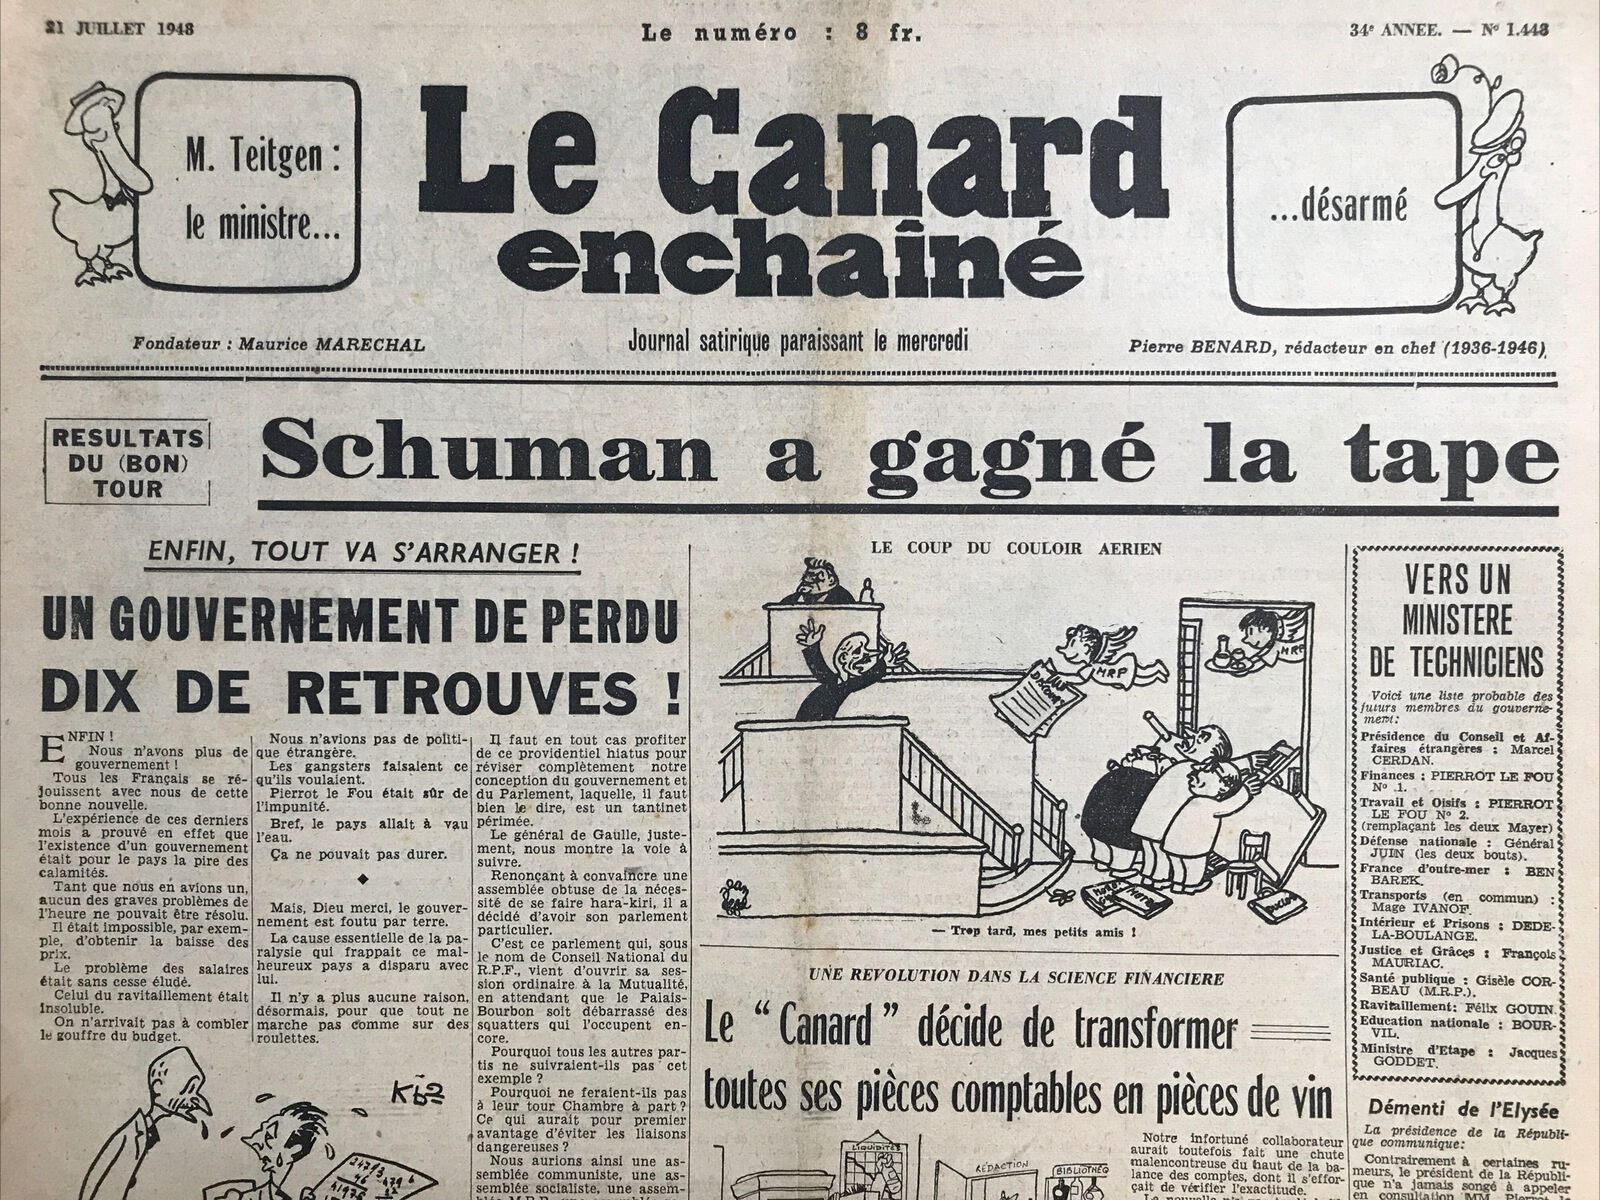 21 JUILLET 1948
Le numéro : 8 fr.
34e ANNEE. — No 1.448
M. Teitgen :
le ministre...
Le Canard
enchaîné
...désarmé
Fondateur : Maurice MARECHAL
Journal satirique paraissant le mercredi
Pierre BENARD, rédacteur en chef (1936-1946)
RESULTATS
DU (BON)
TOUR
Schuman a gagné la tape
ENFIN, TOUT VA S'ARRANGER !
UN GOUVERNEMENT DE PERDU
DIX DE RETROUVES !
ENFIN !
Nous n'avons plus de
gouvernement !
Tous les Français se ré-
jouissent avec nous de cette
bonne nouvelle.
L'expérience de ces derniers
mois a prouvé en effet que
l'existence d'un gouvernement
était pour le pays la pire des
calamités.
Tant que nous en avions un,
aucun des graves problèmes de
l'heure ne pouvait être résolu.
Il était impossible, par exem-
ple, d'obtenir la baisse des
prix.
Le problème des salaires
était sans cesse éludé.
Celui du ravitaillement était
insoluble.
On n'arrivait pas à combler
le gouffre du budget.
Nous n'avions pas de politi-
que étrangère.
Les gangsters faisaient ce
qu'ils voulaient.
Pierrot le Fou était sûr de
l'impunité.
Bref, le pays allait à vau
l'eau.
Ça ne pouvait pas durer.
Mais, Dieu merci, le gouver-
nement est foutu par terre.
La cause essentielle de la pa-
ralysie qui frappait ce mal-
heureux pays a disparu avec
lui.
Il n'y a plus aucune raison,
désormais, pour que tout ne
marche pas comme sur des
roulettes.
Il faut en tout cas profiter
de ce providentiel hiatus pour
réviser complètement notre
conception du gouvernement et
du Parlement, laquelle, il faut
bien le dire, est un tantinet
périmée.
Le général de Gaulle, juste-
ment, nous montre la voie à
suivre.
Renonçant à convaincre une
assemblée obtuse de la néces-
sité de se faire hara-kiri, il a
décidé d'avoir son parlement
particulier.
C'est ce parlement qui, sous
le nom de Conseil National du
R.P.F., vient d'ouvrir sa ses-
sion ordinaire à la Mutualité,
en attendant que le Palais-
Bourbon soit débarrassé des
squatters qui l'occupent en-
core.
Pourquoi tous les autres par-
tis ne suivraient-ils pas cet
exemple ?
Pourquoi ne feraient-ils pas
à leur tour Chambre à part ?
Ce qui aurait pour premier
avantage d'éviter les liaisons
dangereuses ?
Nous aurions ainsi une as-
semblée communiste, une as-
semblée socialiste, une assem-
LE COUP DU COULOIR AERIEN
MRP
MRP
— Trop tard, mes petits amis !
UNE REVOLUTION DANS LA SCIENCE FINANCIERE
Le "Canard" décide de transformer
toutes ses pièces comptables en pièces de vin
LIQUIDITÉS
RÉDACTION
BIBLIOTHÈQ
Notre infortuné collaborateur
aurait toutefois fait une chute
malencontreuse du haut de la ba-
lance des comptes, dont il s'effor-
çait de vérifier l'exactitude.
VERS UN
MINISTERE
DE TECHNICIENS
Voici une liste probable des
futurs membres du gouverne-
ment:
Présidence du Conseil et Af-
faires étrangères : Marcel
CERDAN.
Finances : PIERROT LE FOU
No 1.
Travail et Oisifs : PIERROT
LE FOU No 2.
(remplaçant les deux Mayer)
Défense nationale : Général
JUIN (les deux bouts).
France d'outre-mer : BEN
BAREK.
Transports (en commun) :
Mage IVANOF.
Intérieur et Prisons : DEDE-
LA-BOULANGE.
Justice et Grâces : François
MAURIAC.
Santé publique : Gisèle COR-
BEAU (M.R.P.).
Ravitaillement: Félix GOUIN.
Education nationale : BOUR-
VIL.
Ministre d'Etape : Jacques
GODDET.
Démenti de l'Elysée
La présidence de la Républi-
que communique:
Contrairement à certaines ru-
meurs, le président de la Républi-
que n'a jamais songé à appeler